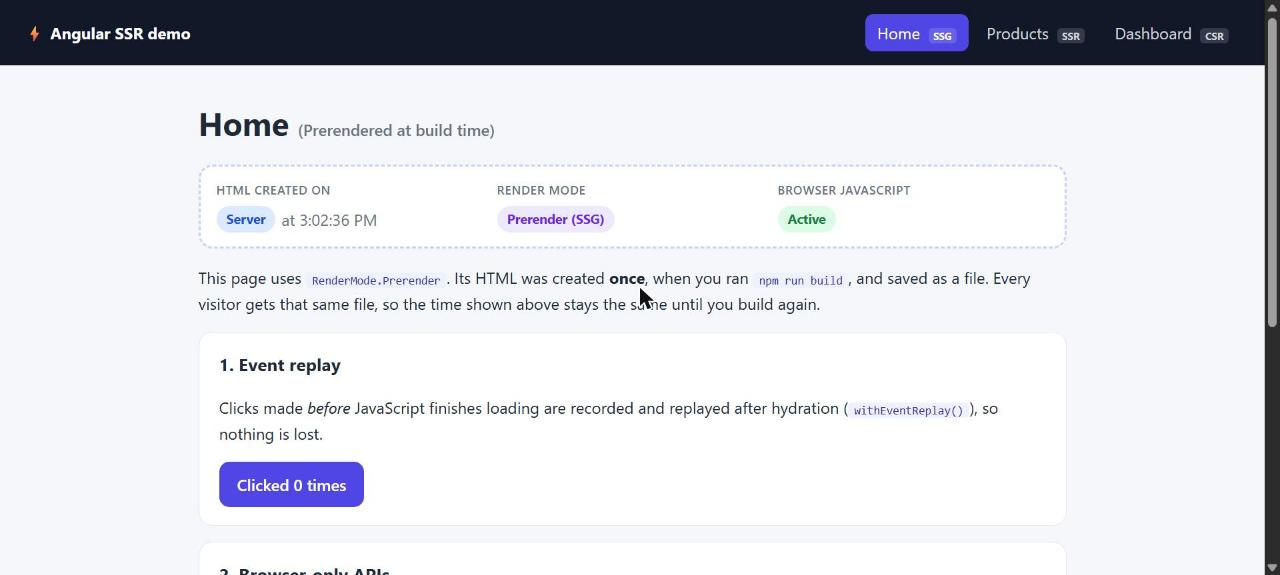 Angular SSR demo
Home SSG Products SSR Dashboard CSR
Home (Prerendered at build time)
HTML CREATED ON RENDER MODE BROWSER JAVASCRIPT
Server at 3:02:36 PM Prerender (SSG) Active
This page uses RenderMode.Prerender . Its HTML was created once, when you ran npm run build , and saved as a file. Every
visitor gets that same file, so the time shown above stays the same until you build again.
1. Event replay
Clicks made before JavaScript finishes loading are recorded and replayed after hydration ( withEventReplay() ), so
nothing is lost.
Clicked 0 times
2. Browser-only APIs